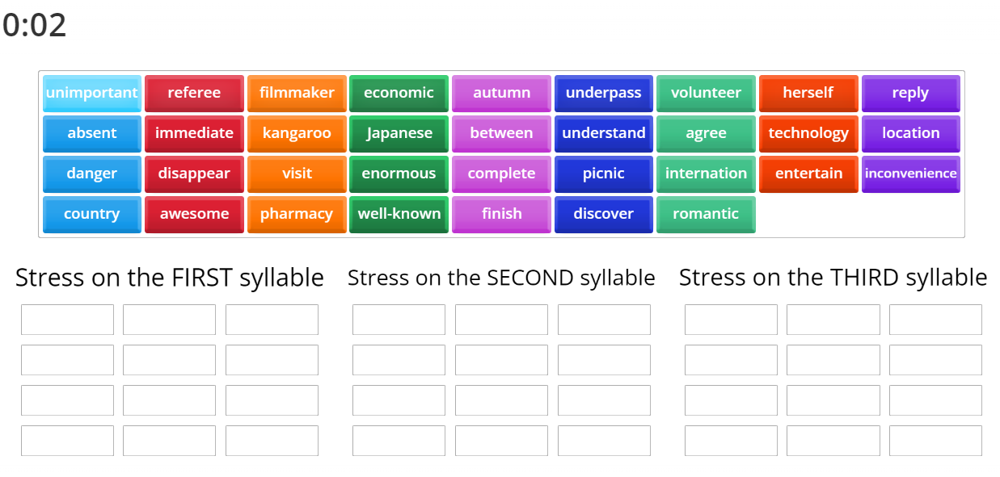 0:02
unimportant referee filmmaker economic autumn underpass volunteer herself reply
absent immediate kangaroo Japanese between understand agree technology location
danger disappear visit enormous complete picnic internation entertain inconvenience
country awesome pharmacy well-known finish discover romantic
Stress on the FIRST syllable Stress on the SECOND syllable Stress on the THIRD syllable